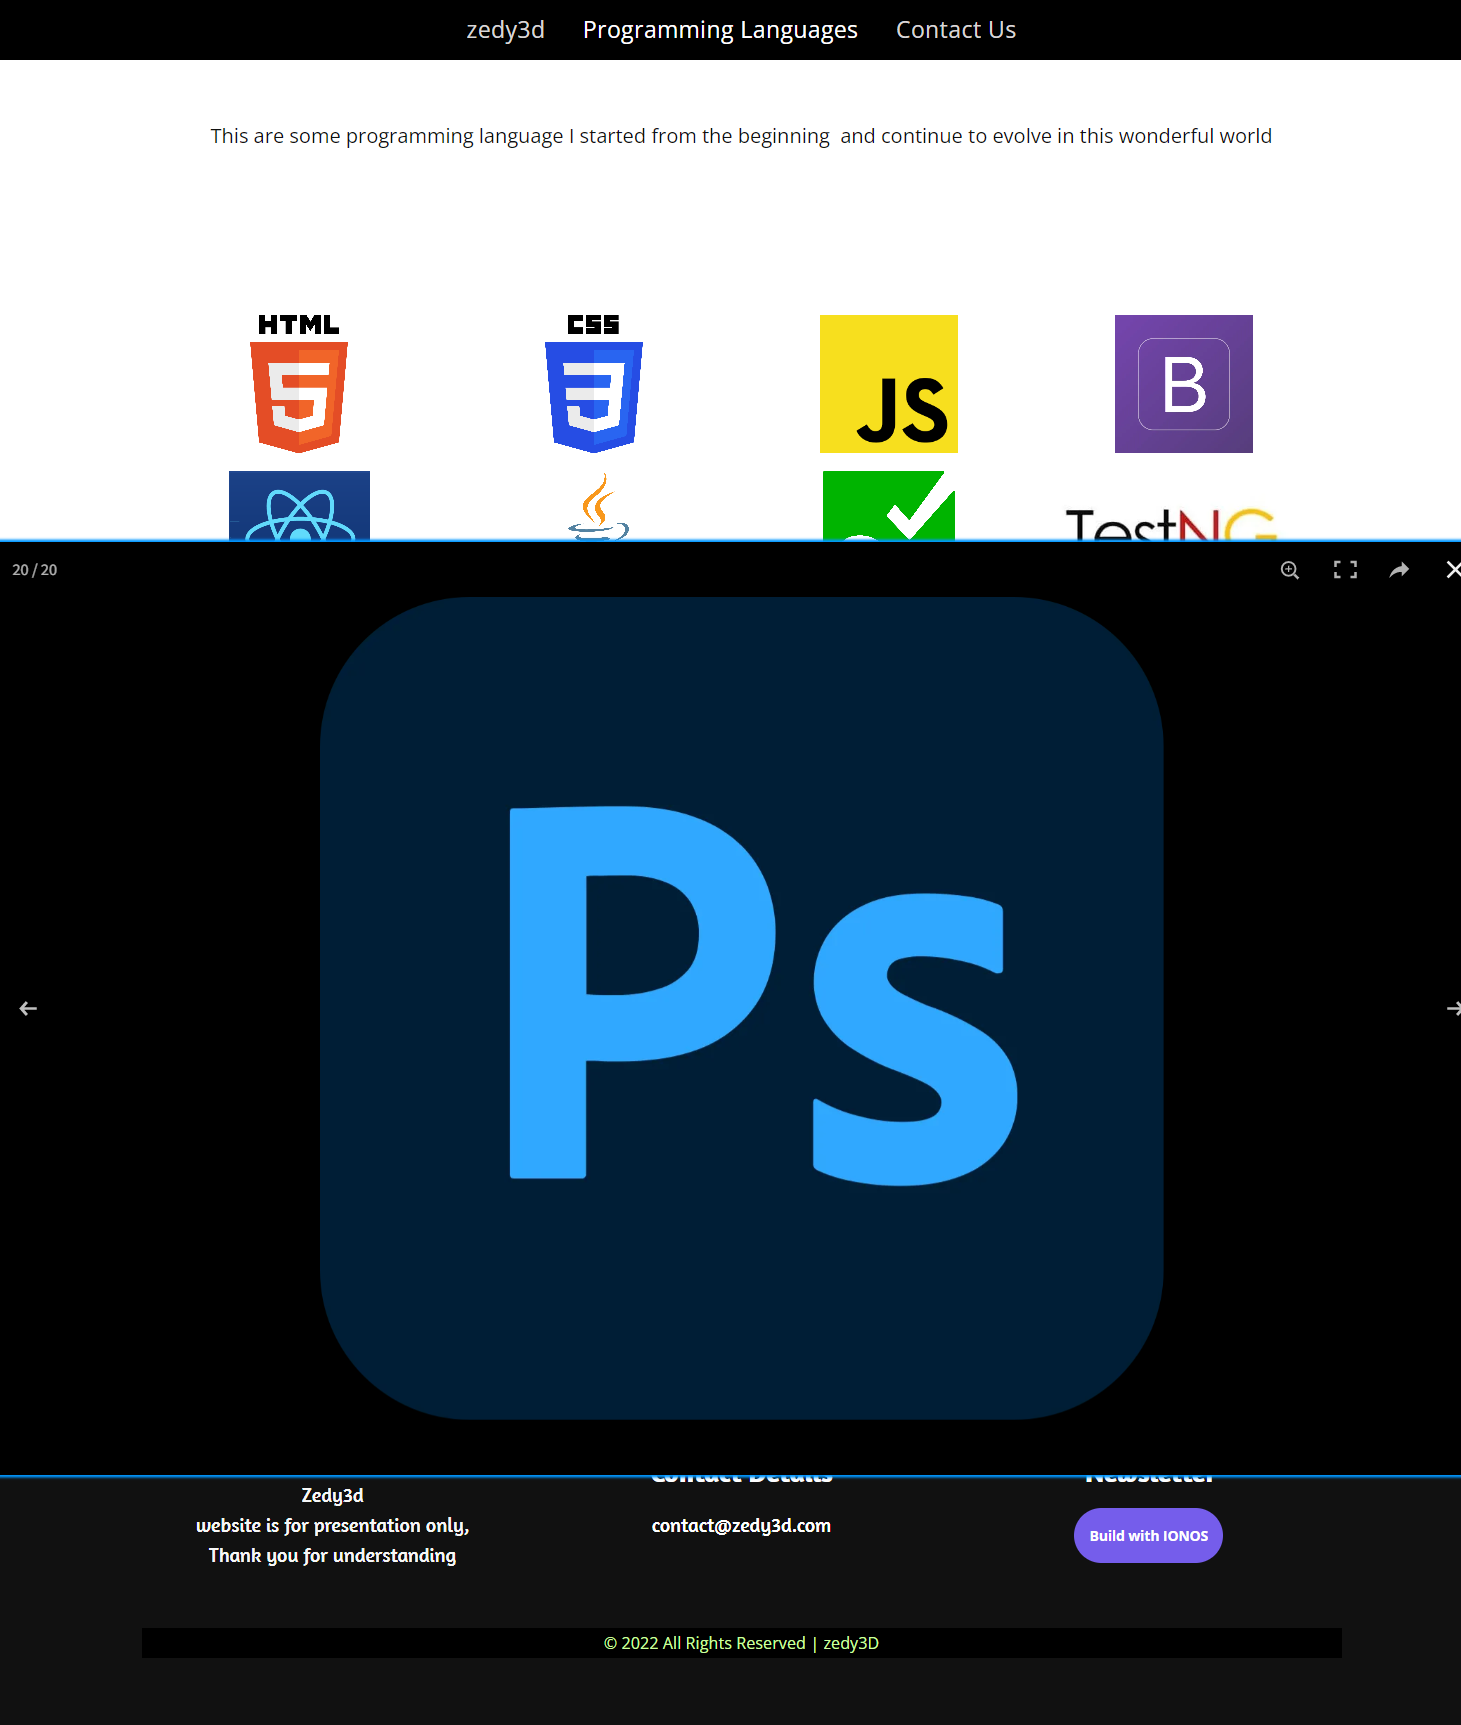 zedy3d Programming Languages Contact Us
This are some programming language I started from the beginning and continue to evolve in this wonderful world
HTML CSS
5 JS B
TestNG
20 / 20
Ps
Contact Details Newsletter
Zedy3d
website is for presentation only, contact@zedy3d.com Build with IONOS
Thank you for understanding
© 2022 All Rights Reserved | zedy3D